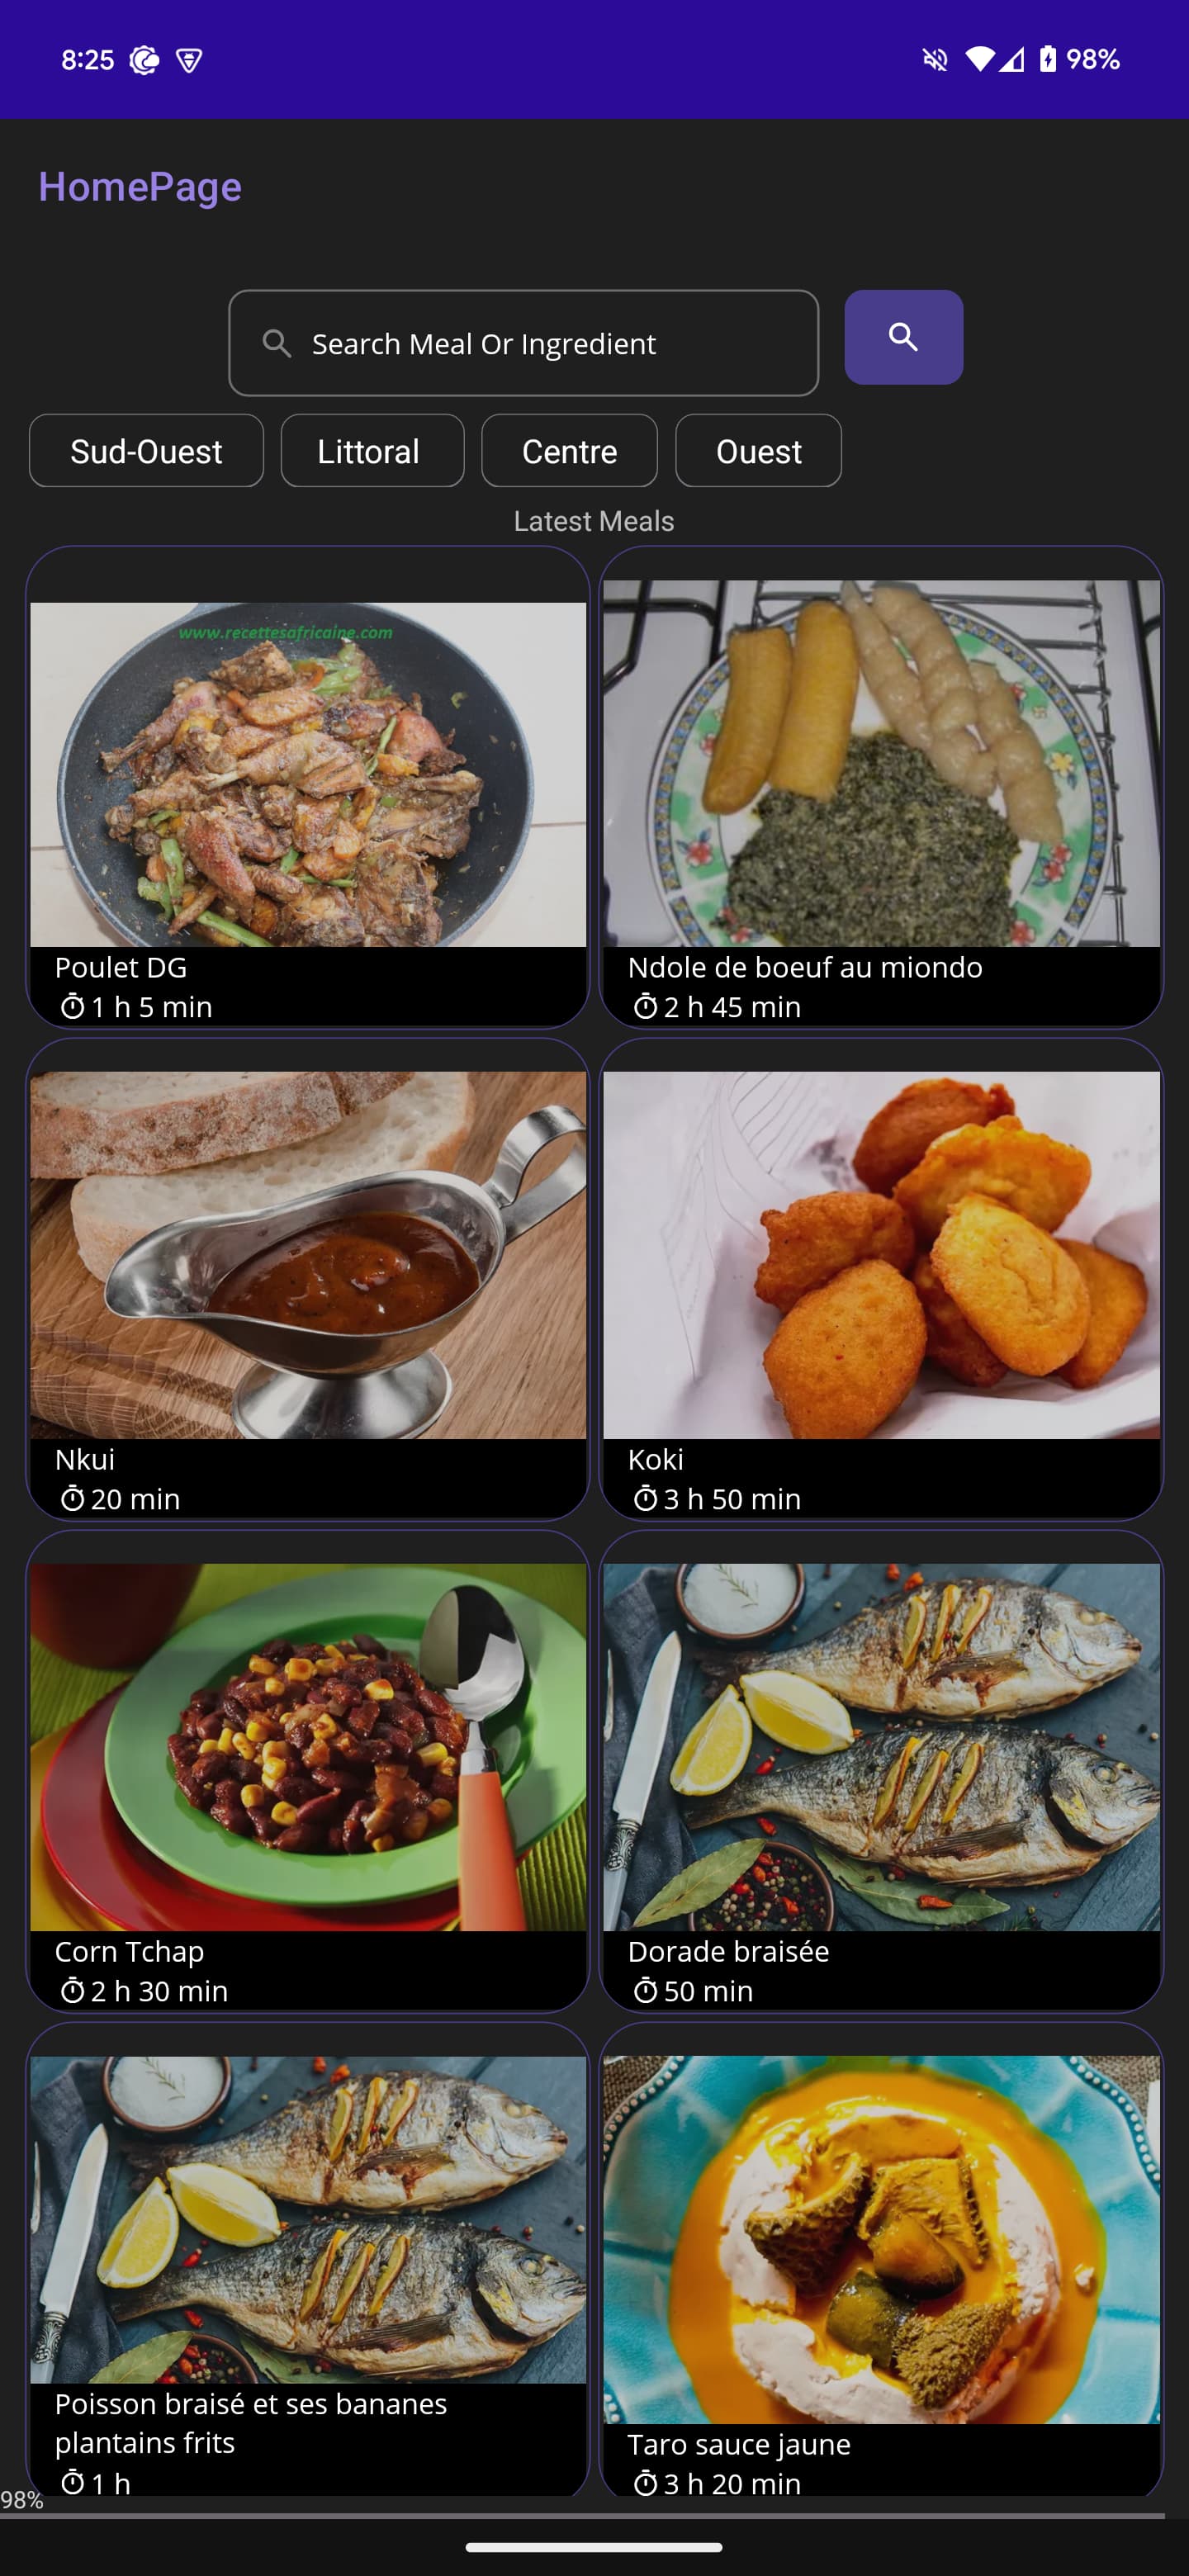 8:25
98%
HomePage
Search Meal Or Ingredient
Sud-Ouest
Littoral
Centre
Ouest
Latest Meals
www.recettesafricaine.com
Poulet DG
1 h 5 min
Ndole de boeuf au miondo
2 h 45 min
Nkui
20 min
Koki
3 h 50 min
Corn Tchap
2 h 30 min
Dorade braisée
50 min
Poisson braisé et ses bananes
plantains frits
1 h
Taro sauce jaune
3 h 20 min
98%